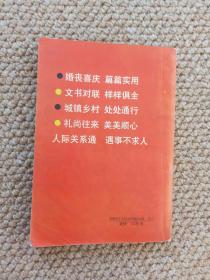 ●婚丧喜庆 篇篇实用
●文书对联 样样俱全
●城镇乡村 处处通行
●礼尚往来 美美顺心
人际关系通 遇事不求人